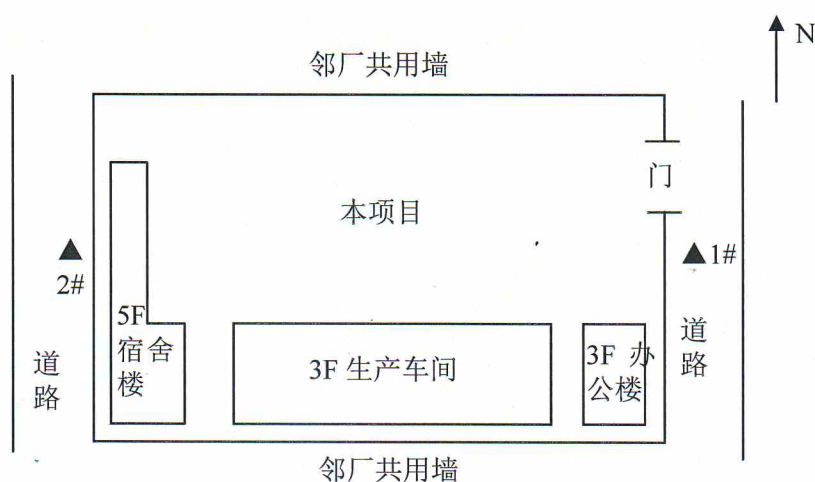 N
邻厂共用墙
门
本项目
▲1#
▲
2#
5F
宿舍
楼
3F 生产车间
3F 办
公楼
道
路
道
路
邻厂共用墙